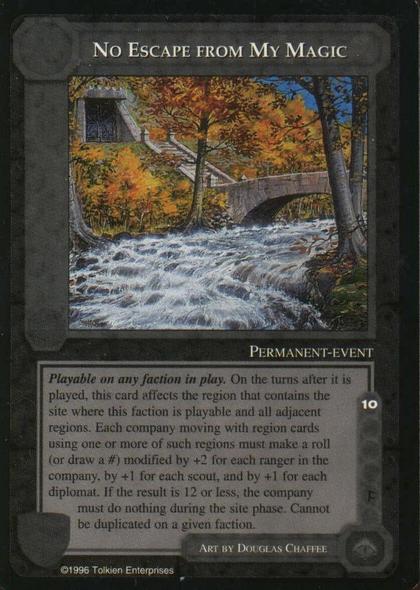 No Escape from My Magic
Permanent-event
Playable on any faction in play. On the turns after it is
played, this card affects the region that contains the
site where this faction is playable and all adjacent
regions. Each company moving with region cards
using one or more of such regions must make a roll
(or draw a #) modified by +2 for each ranger in the
company, by +1 for each scout, and by +1 for each
diplomat. If the result is 12 or less, the company
must do nothing during the site phase. Cannot
be duplicated on a given faction.
10
F
Art by Douglas Chaffee
©1996 Tolkien Enterprises